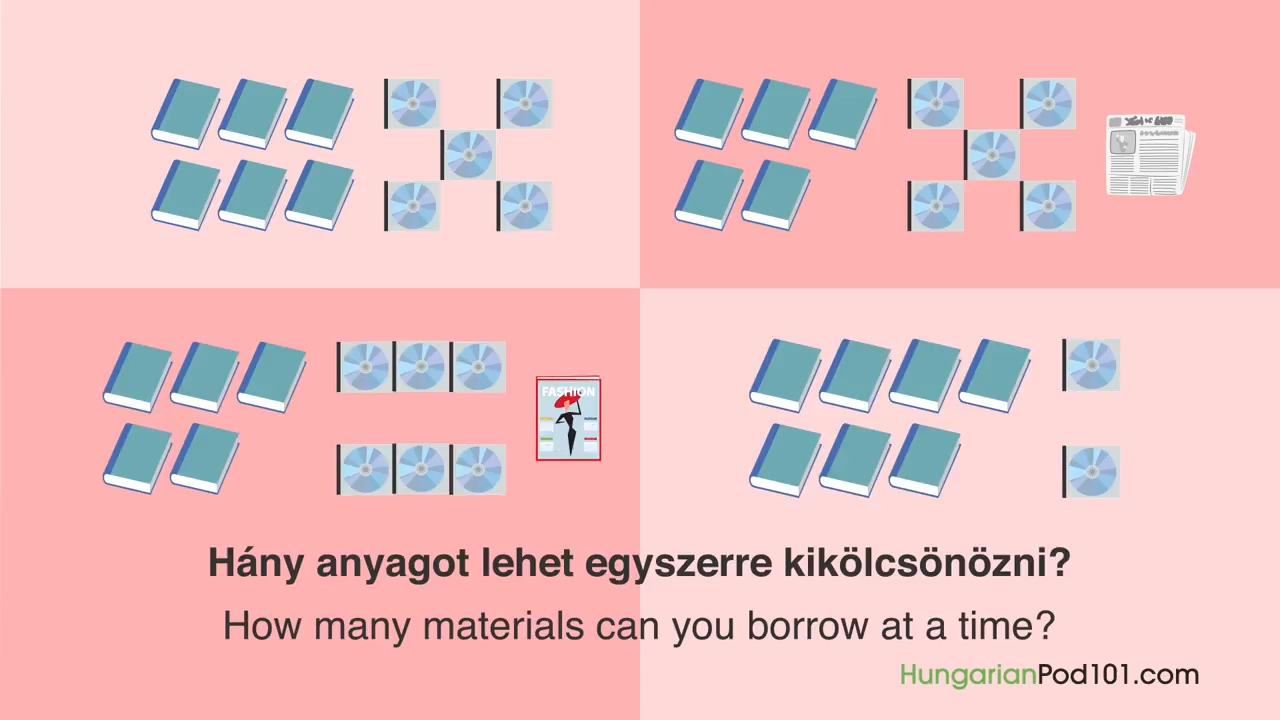 FASHION
Hány anyagot lehet egyszerre kikölcsönözni?
How many materials can you borrow at a time?
HungarianPod101.com